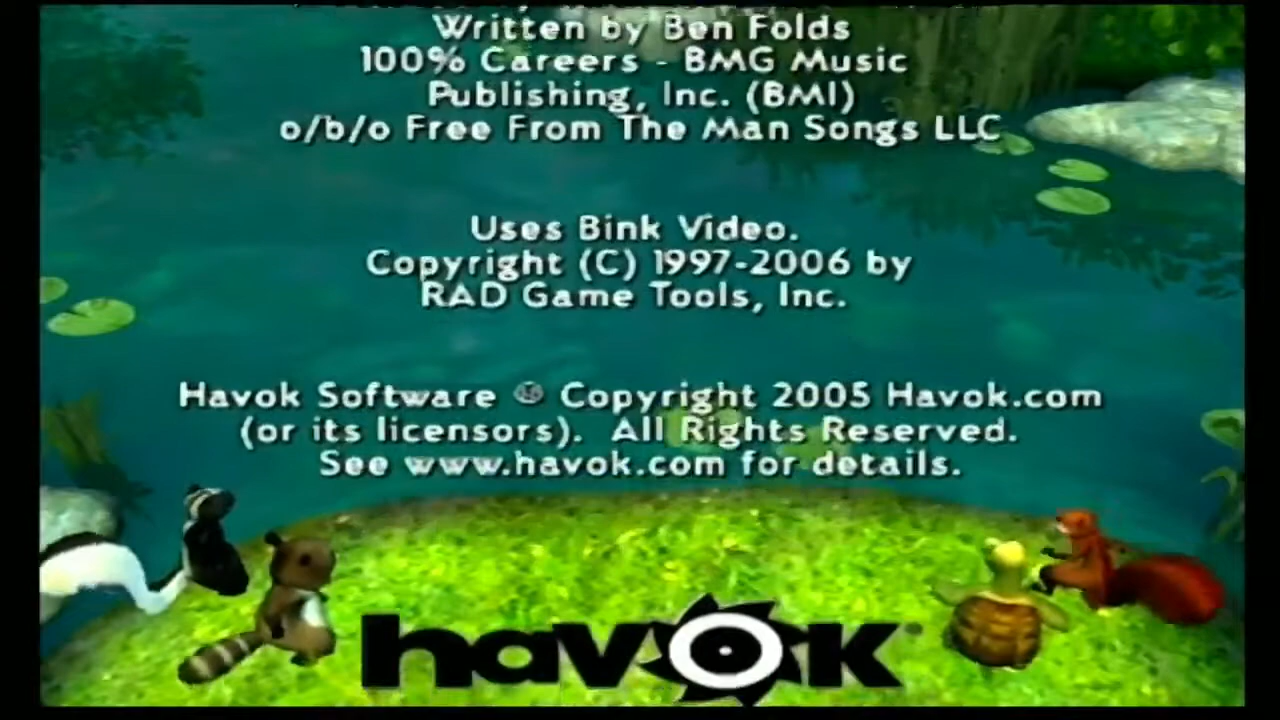 Written by Ben Folds
100% Careers - BMG Music
Publishing, Inc. (BMI)
o/b/o Free From The Man Songs LLC
Uses Bink Video.
Copyright (C) 1997-2006 by
RAD Game Tools, Inc.
Havok Software © Copyright 2005 Havok.com
(or its licensors).  All Rights Reserved.
See www.havok.com for details.
havok